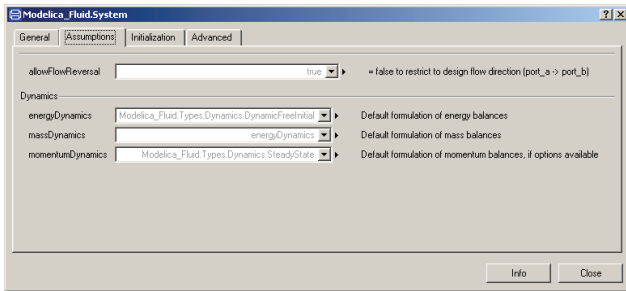 Modelica_Fluid.System
General Assumptions Initialization Advanced
allowFlowReversal true = false to restrict to design flow direction (port_a -> port_b)
Dynamics
energyDynamics Modelica_Fluid.Types.Dynamics.DynamicFreeInitial Default formulation of energy balances
massDynamics energyDynamics Default formulation of mass balances
momentumDynamics Modelica_Fluid.Types.Dynamics.SteadyState Default formulation of momentum balances, if options available
Info Close